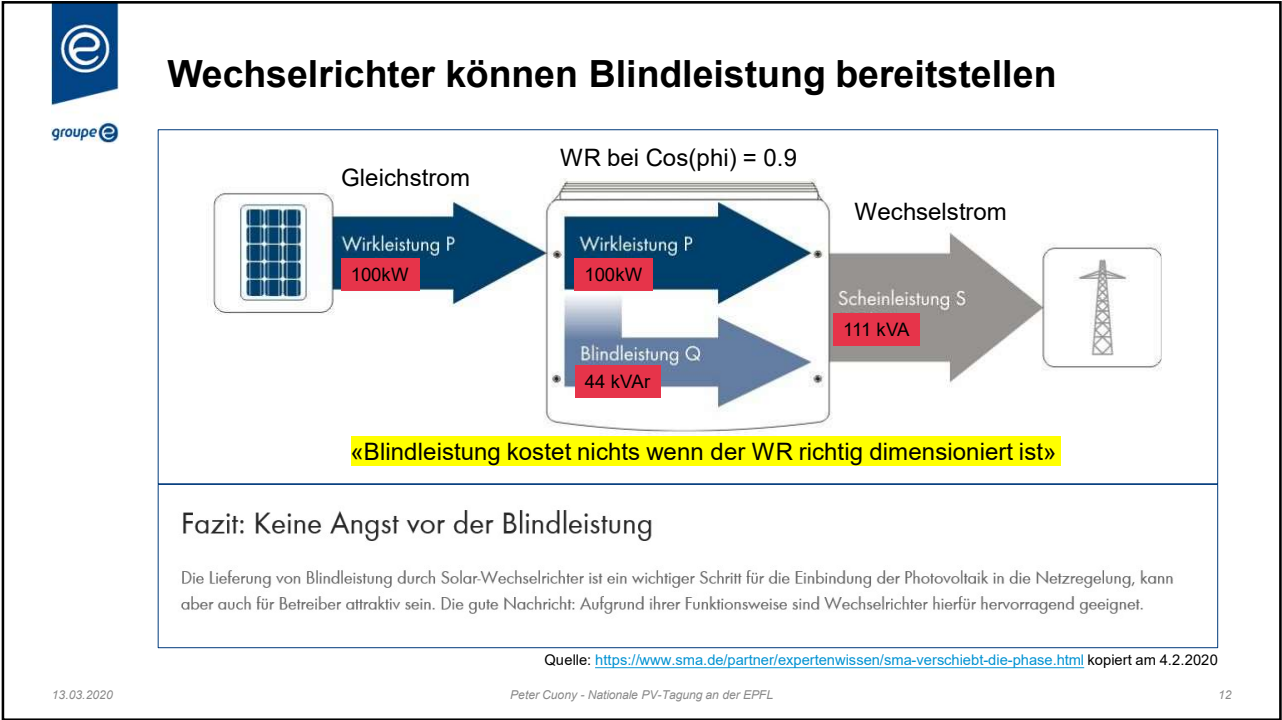 Wechselrichter können Blindleistung bereitstellen
groupe e
WR bei Cos(phi) = 0.9
Gleichstrom
Wechselstrom
Wirkleistung P
100kW
Wirkleistung P
100kW
Scheinleistung S
111 kVA
Blindleistung Q
44 kVAr
«Blindleistung kostet nichts wenn der WR richtig dimensioniert ist»
Fazit: Keine Angst vor der Blindleistung
Die Lieferung von Blindleistung durch Solar-Wechselrichter ist ein wichtiger Schritt für die Einbindung der Photovoltaik in die Netzregelung, kann
aber auch für Betreiber attraktiv sein. Die gute Nachricht: Aufgrund ihrer Funktionsweise sind Wechselrichter hierfür hervorragend geeignet.
Quelle: https://www.sma.de/partner/expertenwissen/sma-verschiebt-die-phase.html kopiert am 4.2.2020
13.03.2020 Peter Cuony - Nationale PV-Tagung an der EPFL 12